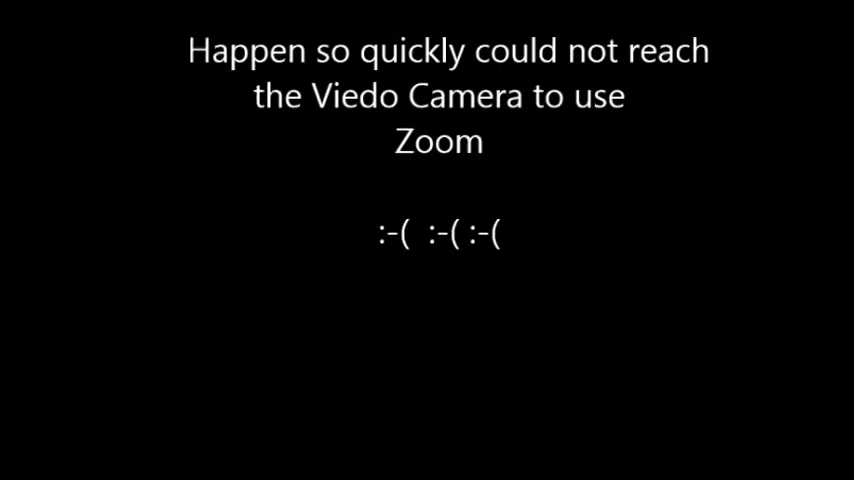 Happen so quickly could not reach
the Viedo Camera to use
Zoom
:-(  :-( :-(